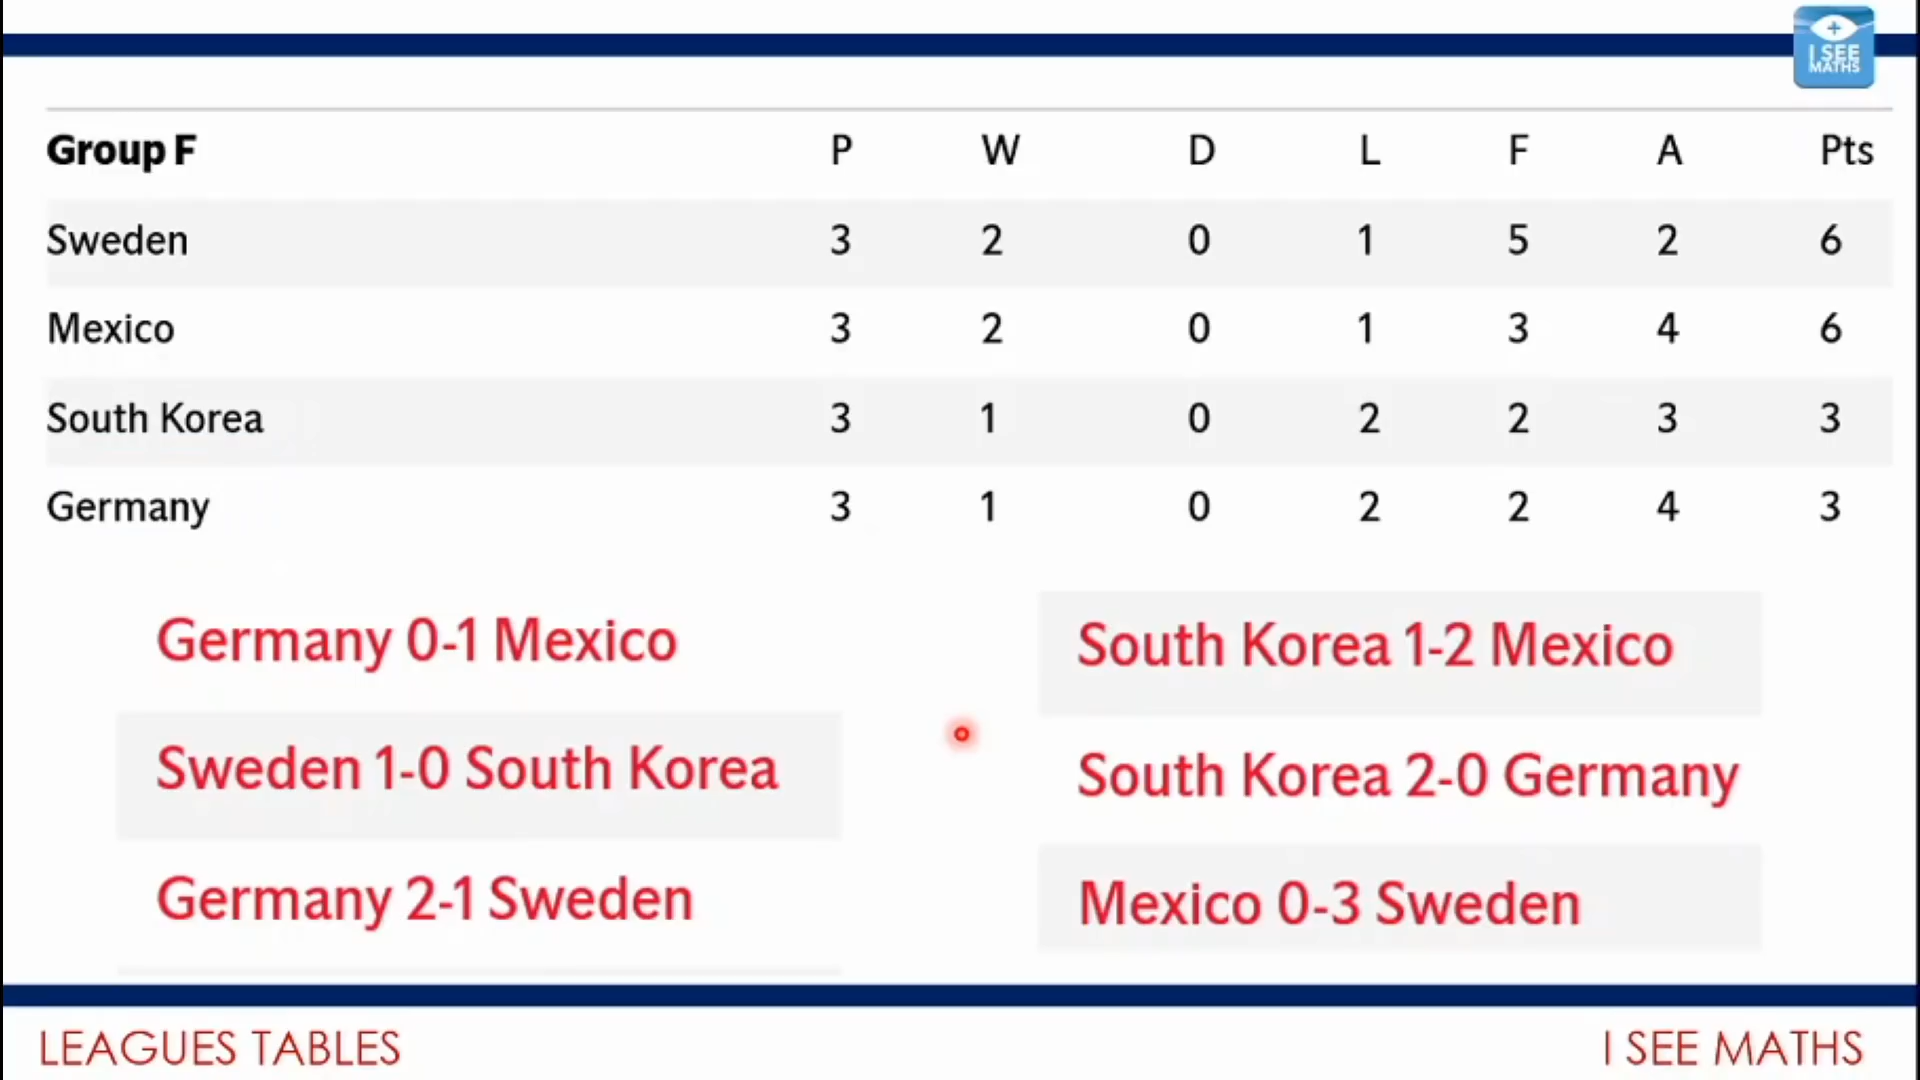 I SEE
MATHS
Group F P W D L F A Pts
Sweden 3 2 0 1 5 2 6
Mexico 3 2 0 1 3 4 6
South Korea 3 1 0 2 2 3 3
Germany 3 1 0 2 2 4 3
Germany 0-1 Mexico
Sweden 1-0 South Korea
Germany 2-1 Sweden
South Korea 1-2 Mexico
South Korea 2-0 Germany
Mexico 0-3 Sweden
LEAGUES TABLES
I SEE MATHS